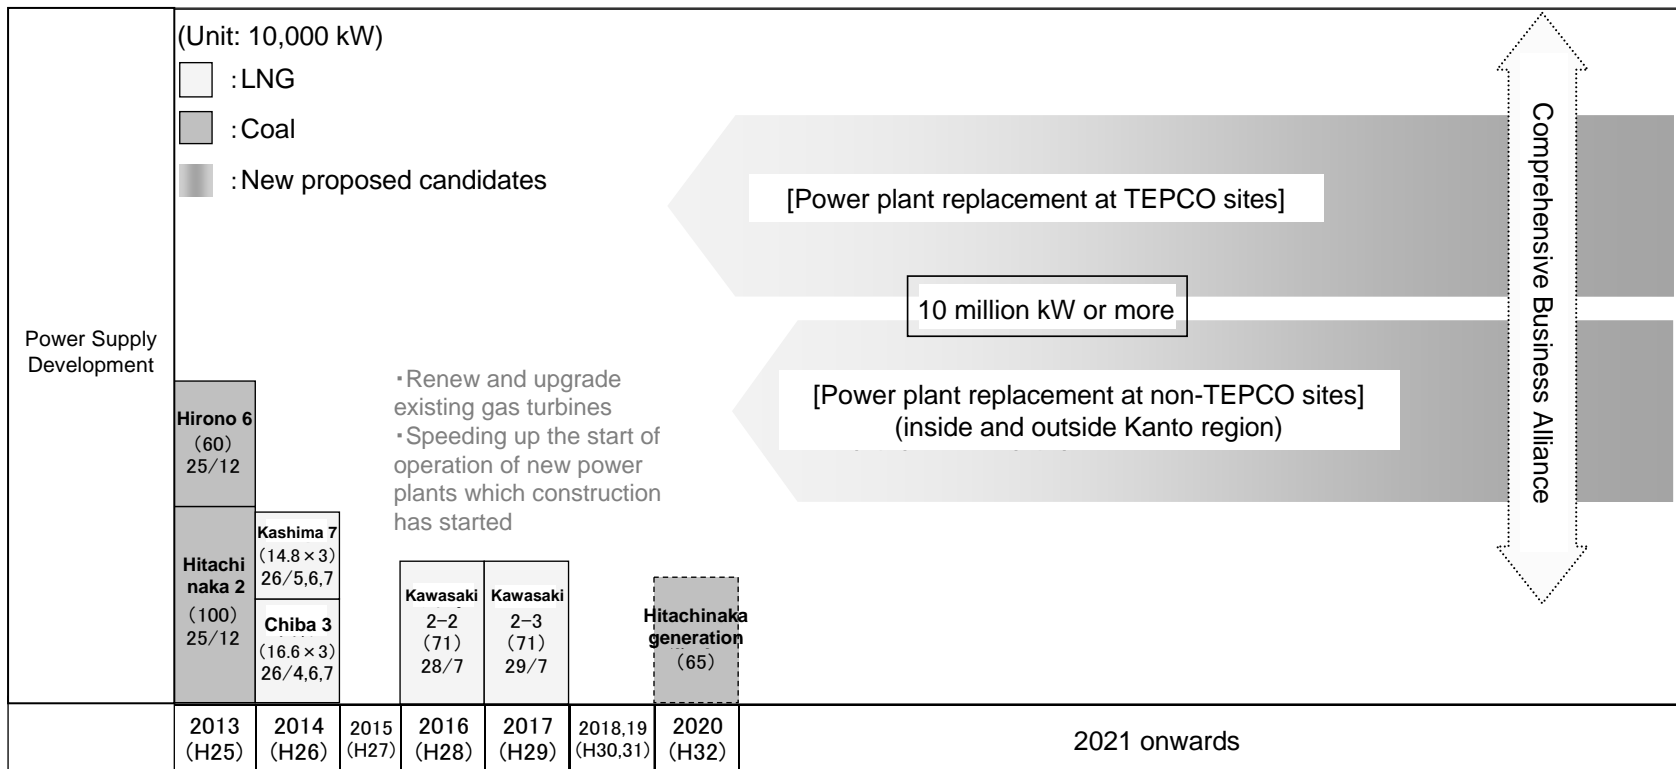 (Unit: 10,000 kW)
:LNG
:Coal
:New proposed candidates
Power Supply
Development
[Power plant replacement at TEPCO sites]
10 million kW or more
[Power plant replacement at non-TEPCO sites]
(inside and outside Kanto region)
Comprehensive Business Alliance
・Renew and upgrade
existing gas turbines
・Speeding up the start of
operation of new power
plants which construction
has started
Hirono 6
(60)
25/12
Hitachi
naka 2
(100)
25/12
Kashima 7
(14.8×3)
26/5,6,7
Chiba 3
(16.6×3)
26/4,6,7
Kawasaki
2-2
(71)
28/7
Kawasaki
2-3
(71)
29/7
Hitachinaka
generation
(65)
2013
(H25)
2014
(H26)
2015
(H27)
2016
(H28)
2017
(H29)
2018,19
(H30,31)
2020
(H32)
2021 onwards